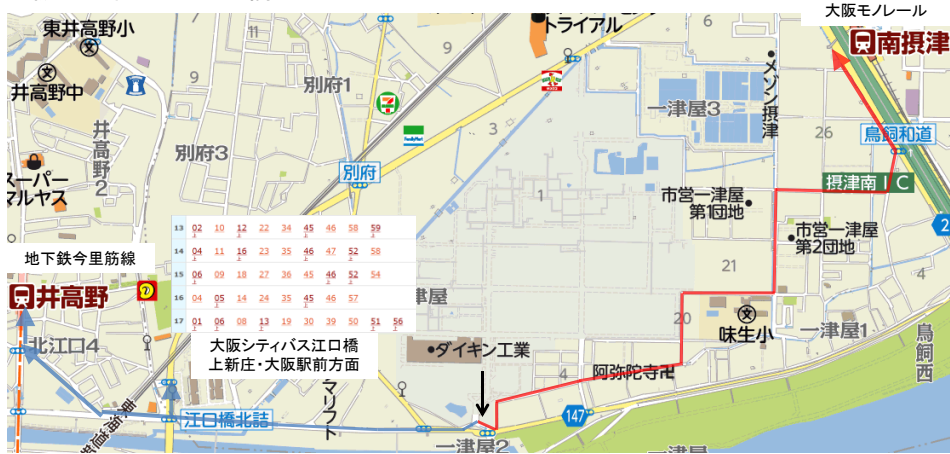 大阪モノレール
東井高野小
11
9
トライアル
南摂津
井高野中
9
別府1
3
一津屋3
メゾン摂津
26
鳥飼和道
井高野2
別府3
別府
スーパー
マルヤス
1
市営一津屋
第1団地
摂津南IC
市営一津屋
第2団地
2
21
4
13 02 10 12 22 34 45 46 58 59
14 04 11 16 23 35 46 47 52 58
15 06 09 18 27 36 45 46 52 54
16 04 05 14 24 35 45 46 57
17 01 06 08 13 19 30 39 50 51 56
地下鉄今里筋線
井高野
津屋
20
味生小
一津屋1
鳥飼西
北江口4
大阪シティバス江口橋
上新庄・大阪駅前方面
ダイキン工業
マリフト
4
阿弥陀寺
江口橋北詰
147
一津屋2
一津屋